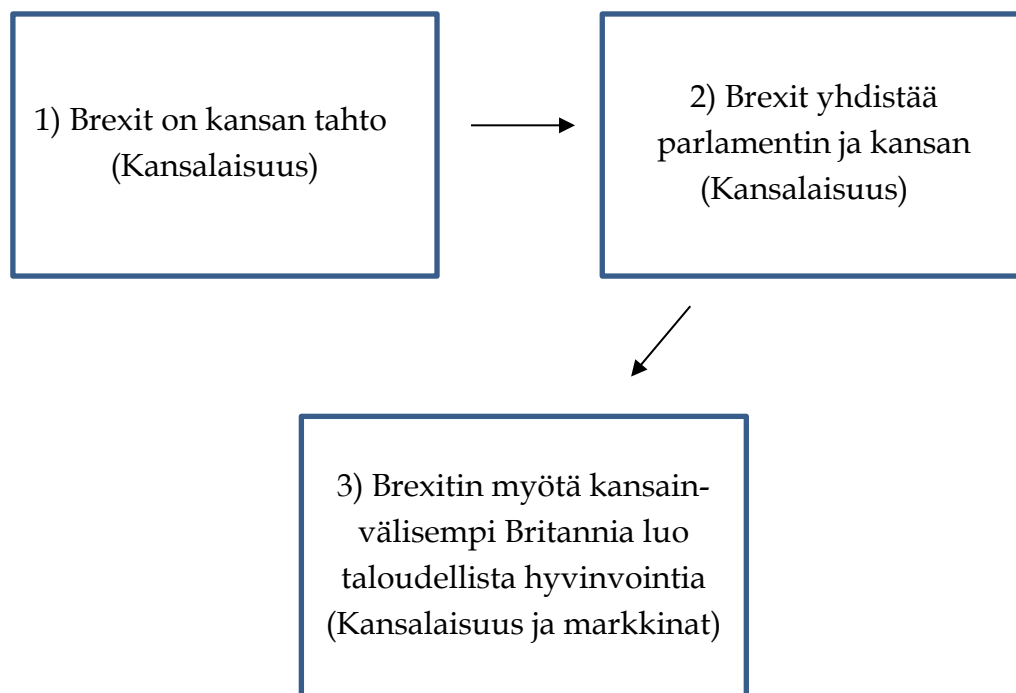 1) Brexit on kansan tahto
(Kansalaisuus)
2) Brexit yhdistää
parlamentin ja kansan
(Kansalaisuus)
3) Brexitin myötä kansain-
välisempi Britannia luo
taloudellista hyvinvointia
(Kansalaisuus ja markkinat)